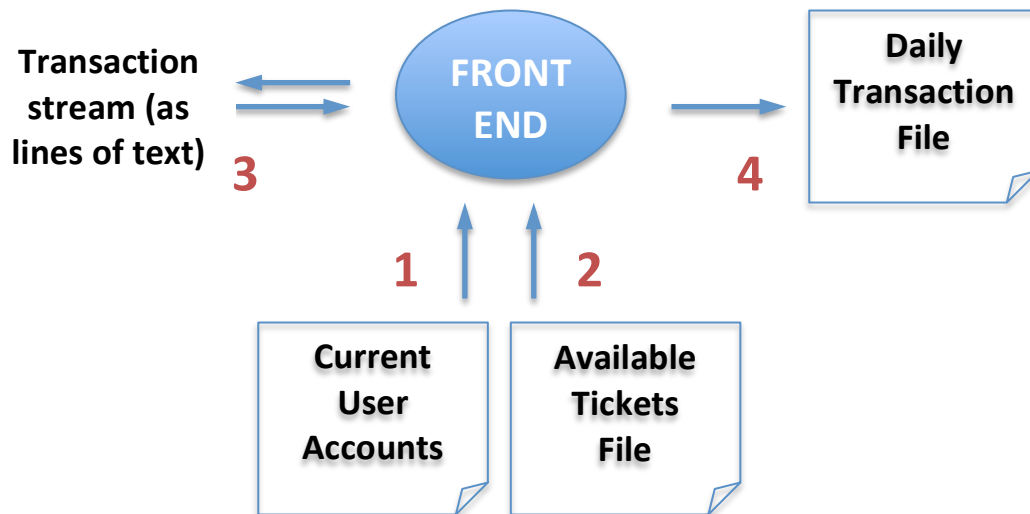 Transaction
stream (as
lines of text)
3
FRONT
END
4
Daily
Transaction
File
1
2
Current
User
Accounts
Available
Tickets
File